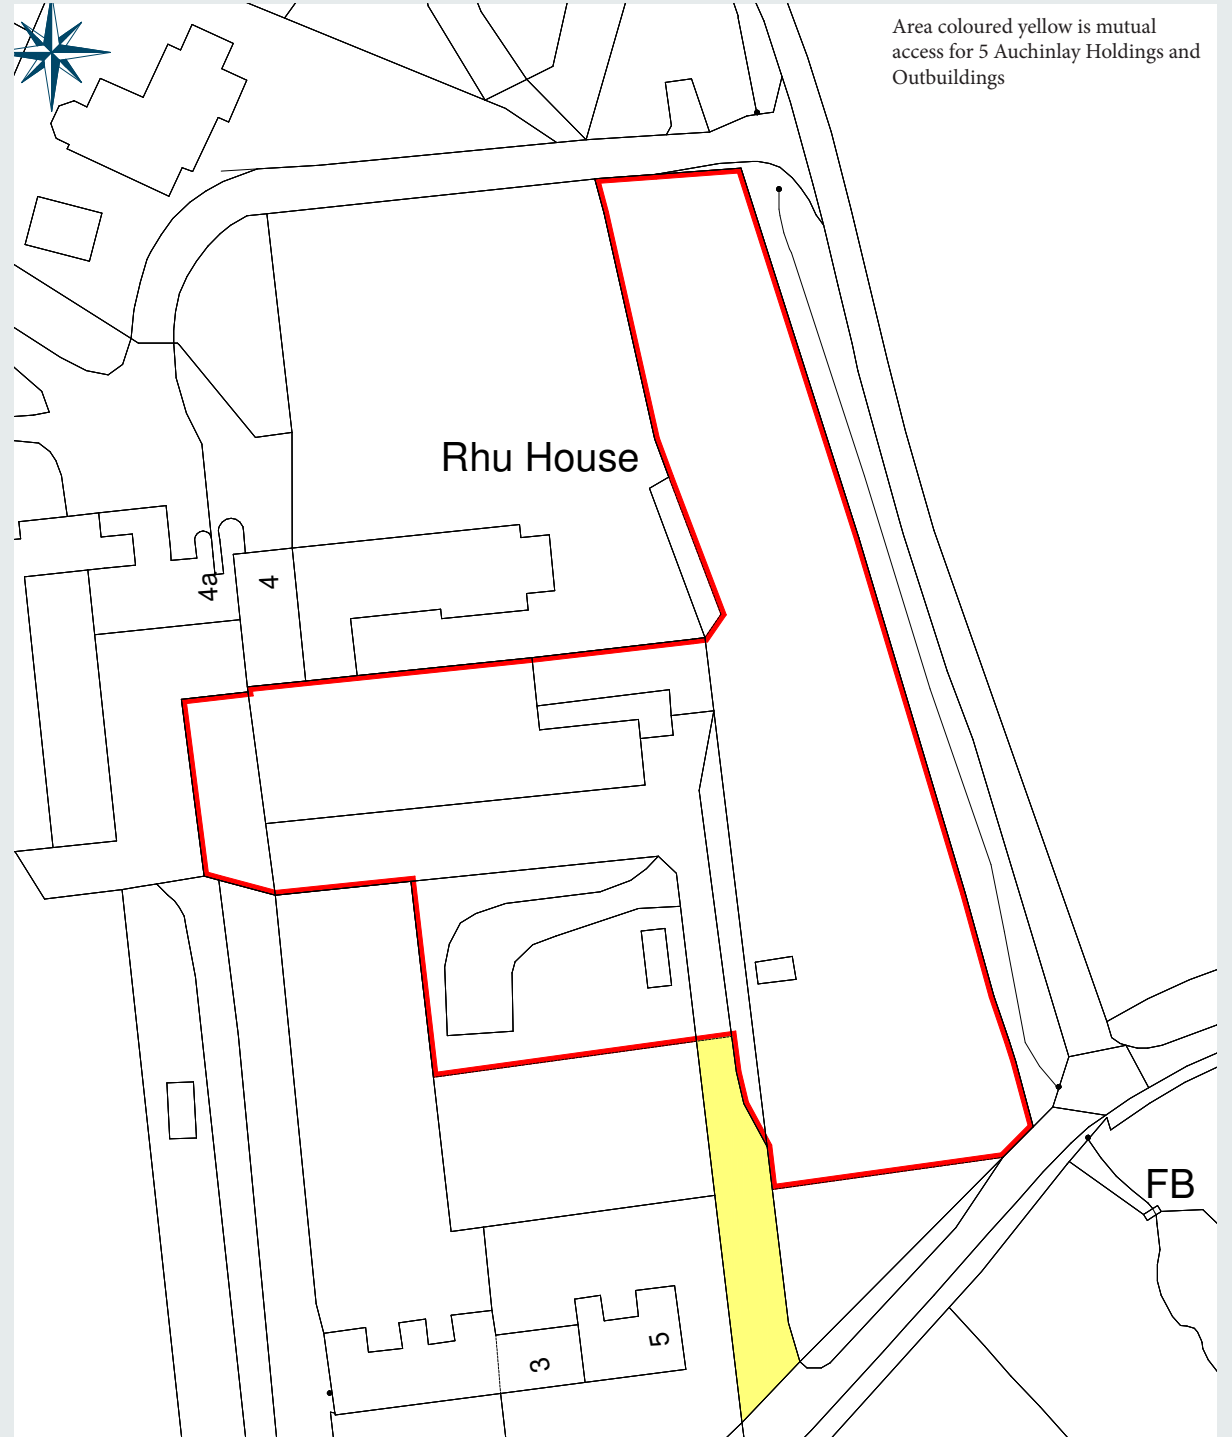 Area coloured yellow is mutual
access for 5 Auchinlay Holdings and
Outbuildings
Rhu House
4a
4
FB
3
5